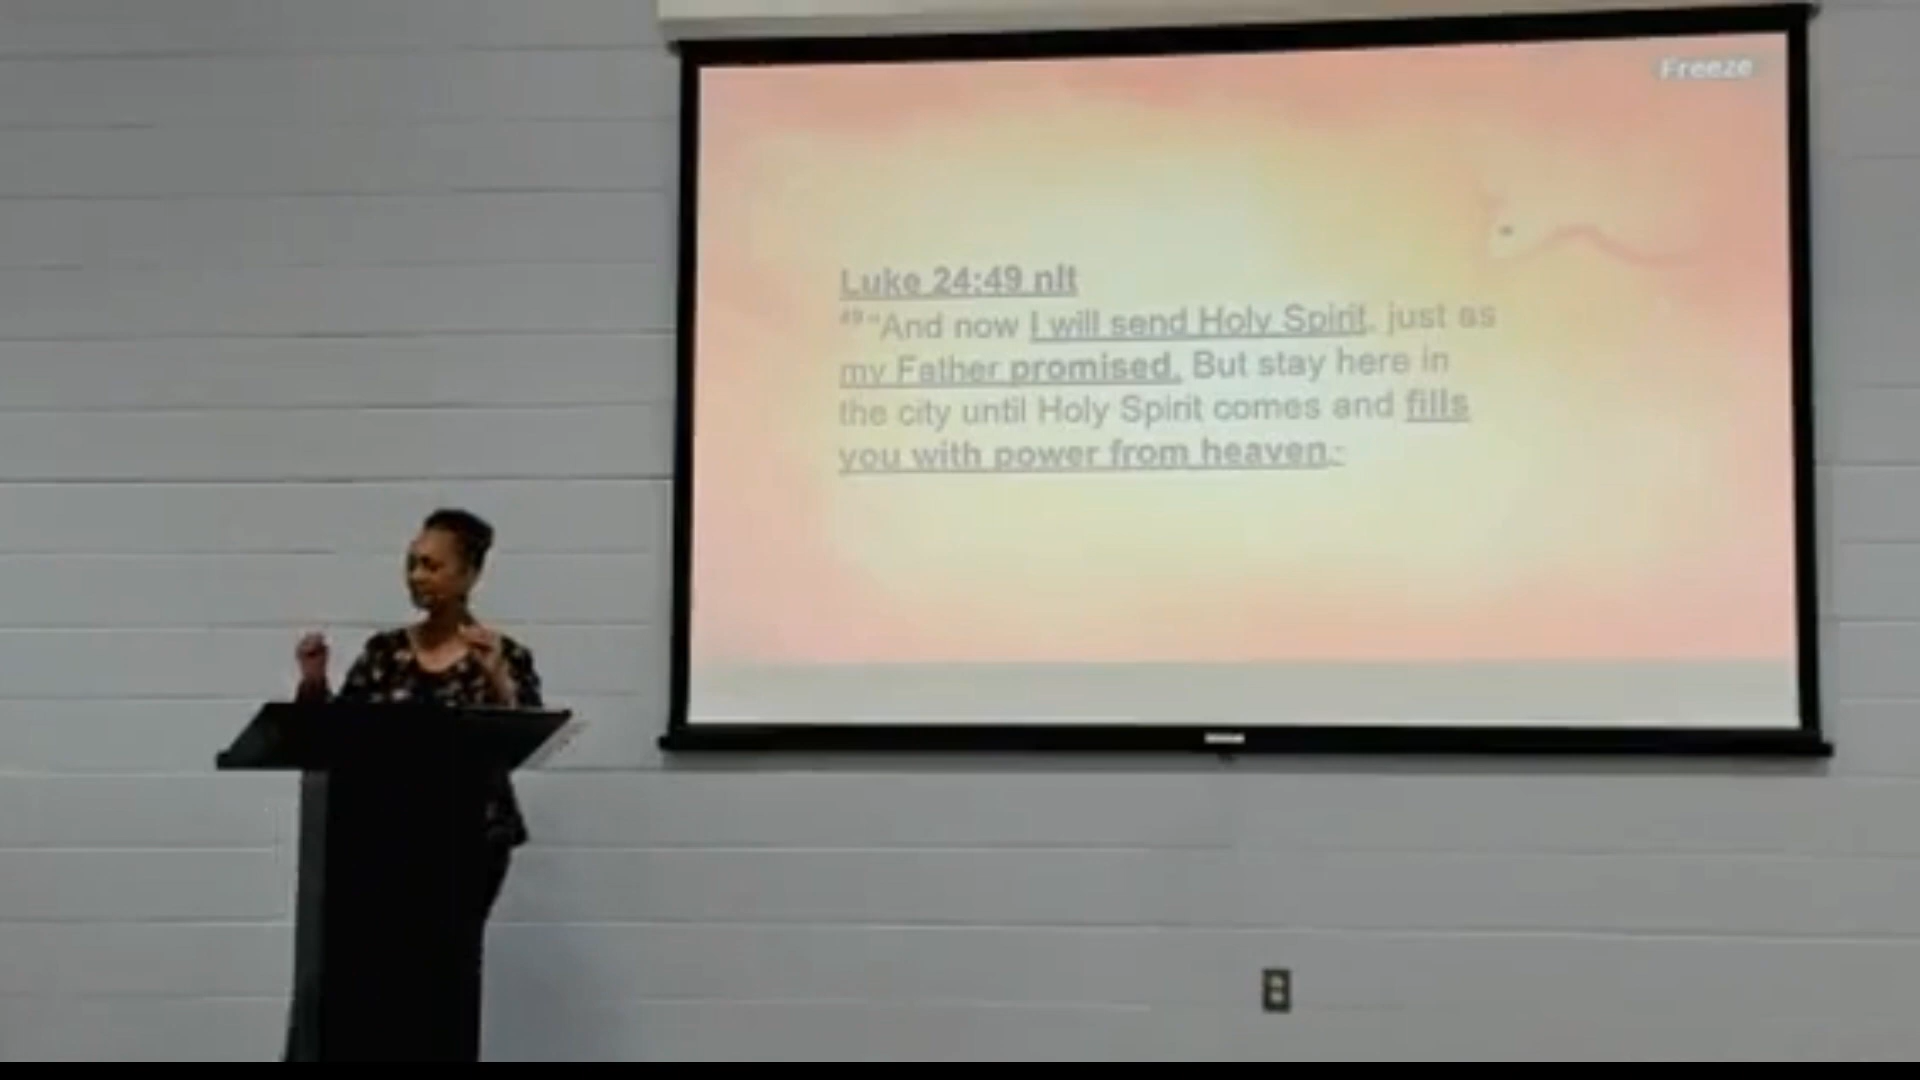 Freeze
Luke 24:49 nlt
49 "And now I will send Holy Spirit, just as
my Father promised. But stay here in
the city until Holy Spirit comes and fills
you with power from heaven."